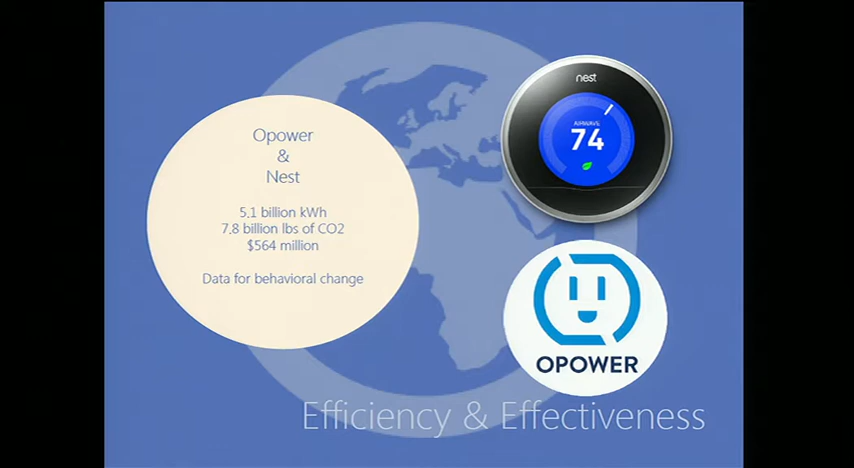 Opower
&
Nest
5,1 billion kWh
7,8 billion lbs of CO2
$564 million
Data for behavioral change
nest
AIRWAVE
74
OPOWER
Efficiency & Effectiveness